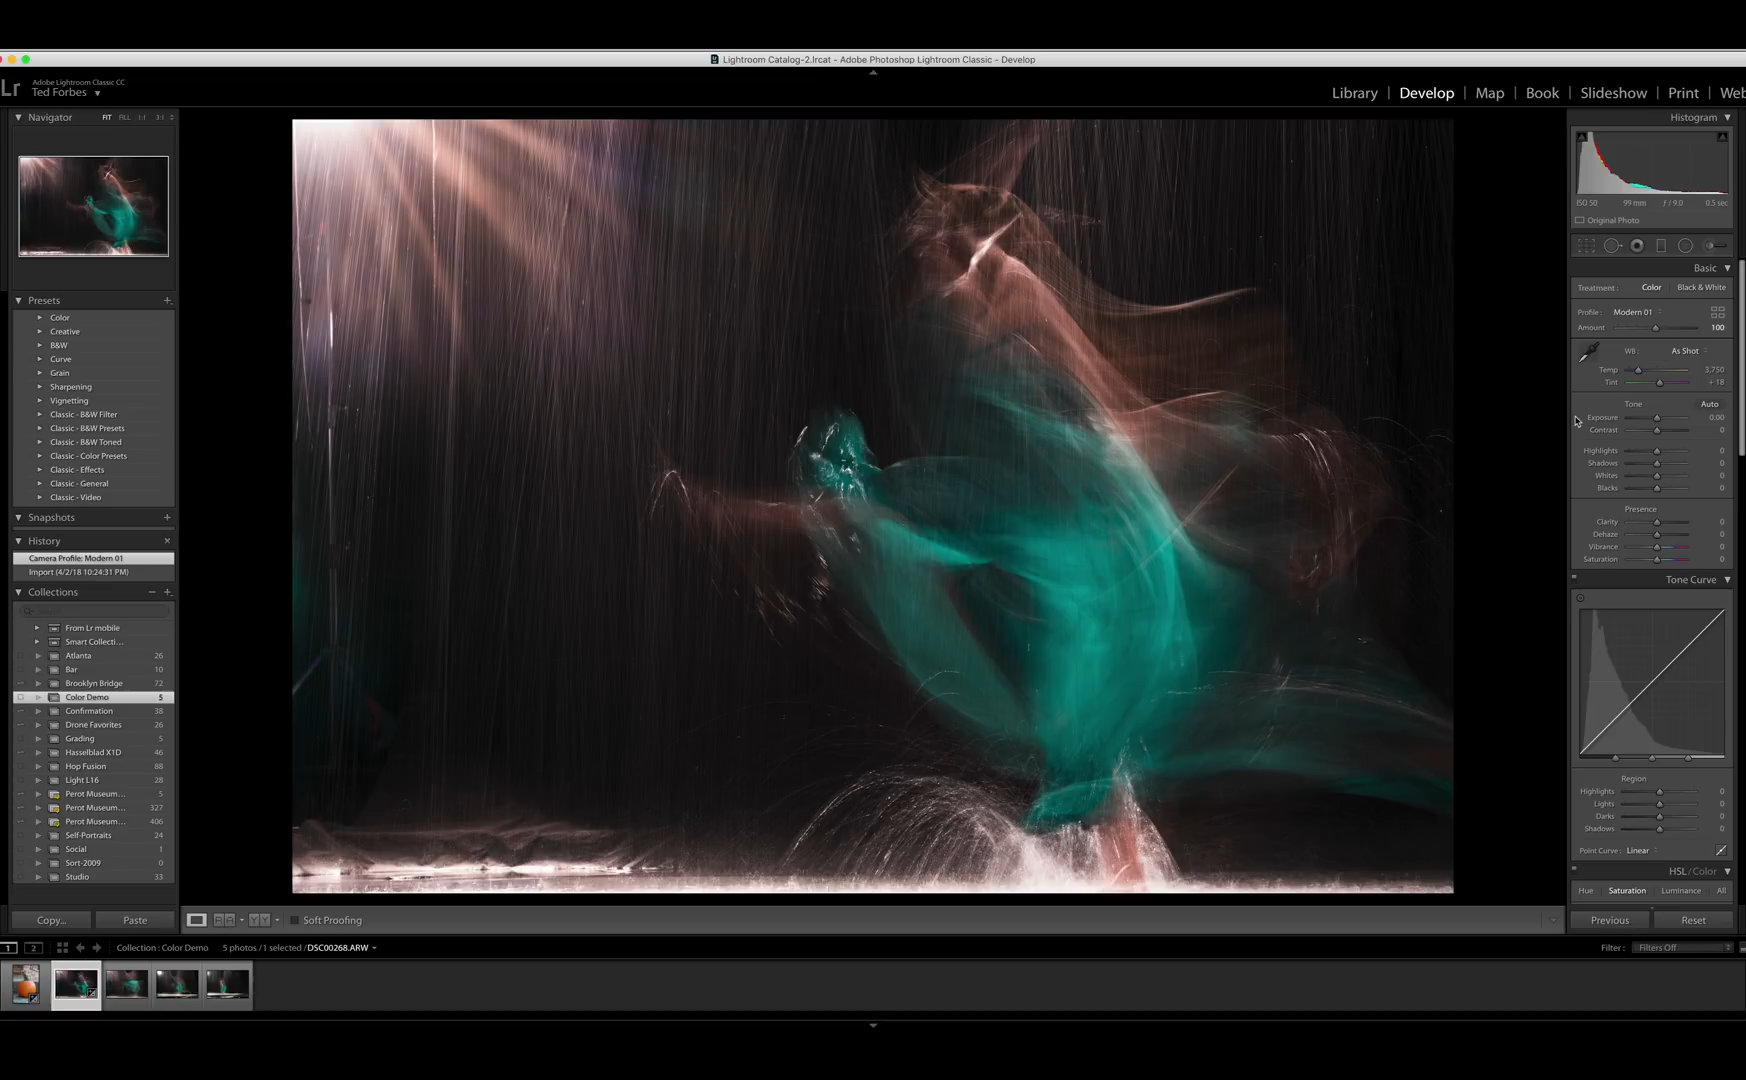 Lightroom Catalog-2.lrcat - Adobe Photoshop Lightroom Classic - Develop
Lr
Adobe Lightroom Classic CC
Ted Forbes
Library | Develop | Map | Book | Slideshow | Print | Web
Navigator FIT FILL 1:1 3:1
Presets
Color
Creative
B&W
Curve
Grain
Sharpening
Vignetting
Classic - B&W Filter
Classic - B&W Presets
Classic - B&W Toned
Classic - Color Presets
Classic - Effects
Classic - General
Classic - Video
Snapshots
History
Camera Profile: Modern 01
Import (4/2/18 10:24:31 PM)
Collections
From Lr mobile
Smart Collecti...
Atlanta 26
Bar 10
Brooklyn Bridge 72
Color Demo 5
Confirmation 38
Drone Favorites 26
Grading 5
Hasselblad X1D 46
Hop Fusion 88
Light L16 28
Perot Museum... 5
Perot Museum... 327
Perot Museum... 406
Self-Portraits 24
Social 1
Sort-2009 0
Studio 33
Copy... Paste
Soft Proofing
Histogram
ISO 50 99 mm ƒ / 9.0 0.5 sec
Original Photo
Basic
Treatment : Color Black & White
Profile : Modern 01
Amount 100
WB : As Shot
Temp 3,750
Tint + 18
Tone Auto
Exposure 0.00
Contrast 0
Highlights 0
Shadows 0
Whites 0
Blacks 0
Presence
Clarity 0
Dehaze 0
Vibrance 0
Saturation 0
Tone Curve
Region
Highlights 0
Lights 0
Darks 0
Shadows 0
Point Curve : Linear
HSL / Color
Hue Saturation Luminance All
Previous Reset
1 2 Collection : Color Demo 5 photos / 1 selected / DSC00268.ARW
Filter : Filters Off